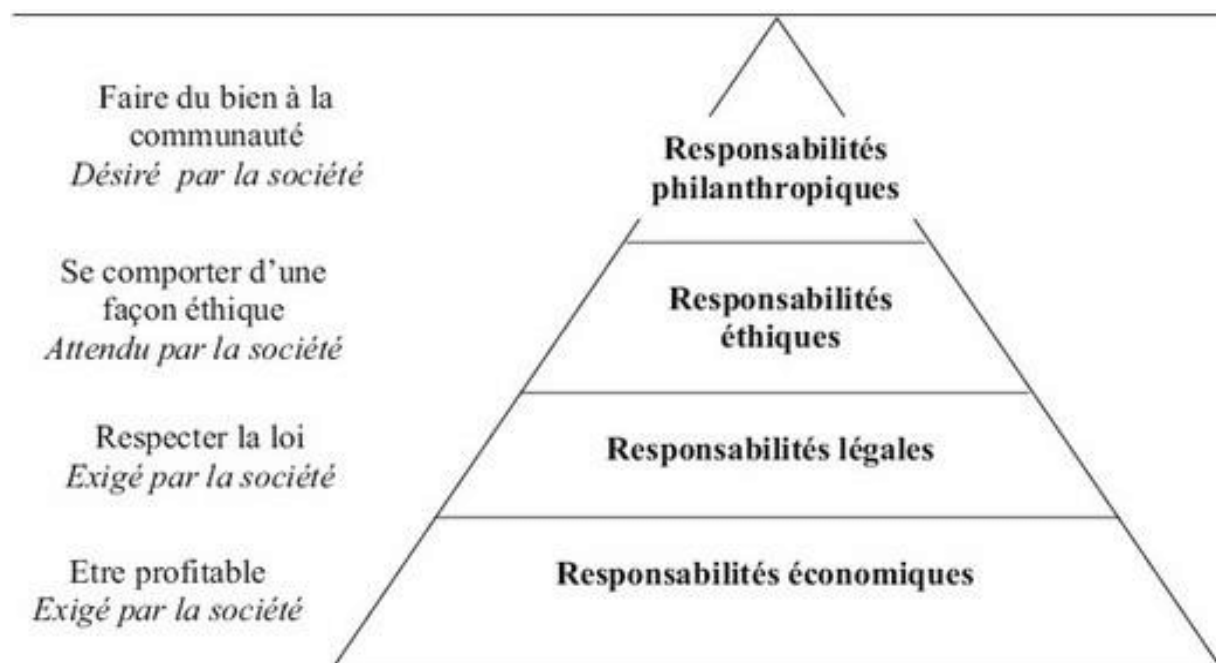 Faire du bien à la
communauté
Désiré par la société
Responsabilités
philanthropiques
Se comporter d'une
façon éthique
Attendu par la société
Responsabilités
éthiques
Respecter la loi
Exigé par la société
Responsabilités légales
Etre profitable
Exigé par la société
Responsabilités économiques